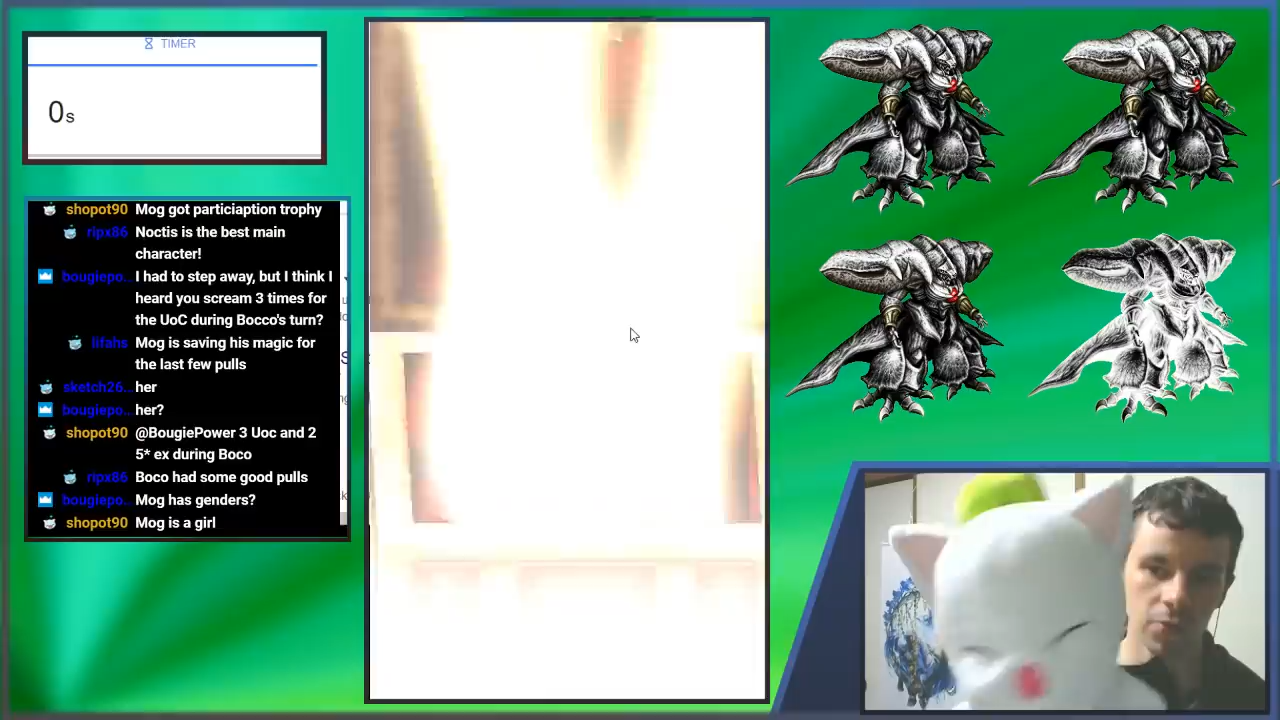 TIMER
0s
shopot90 Mog got particiaption trophy
ripx86 Noctis is the best main
character!
bougiepo... I had to step away, but I think I
heard you scream 3 times for
the UoC during Bocco's turn?
lifahs Mog is saving his magic for
the last few pulls
sketch26... her
bougiepo... her?
shopot90 @BougiePower 3 Uoc and 2
5* ex during Boco
ripx86 Boco had some good pulls
bougiepo... Mog has genders?
shopot90 Mog is a girl